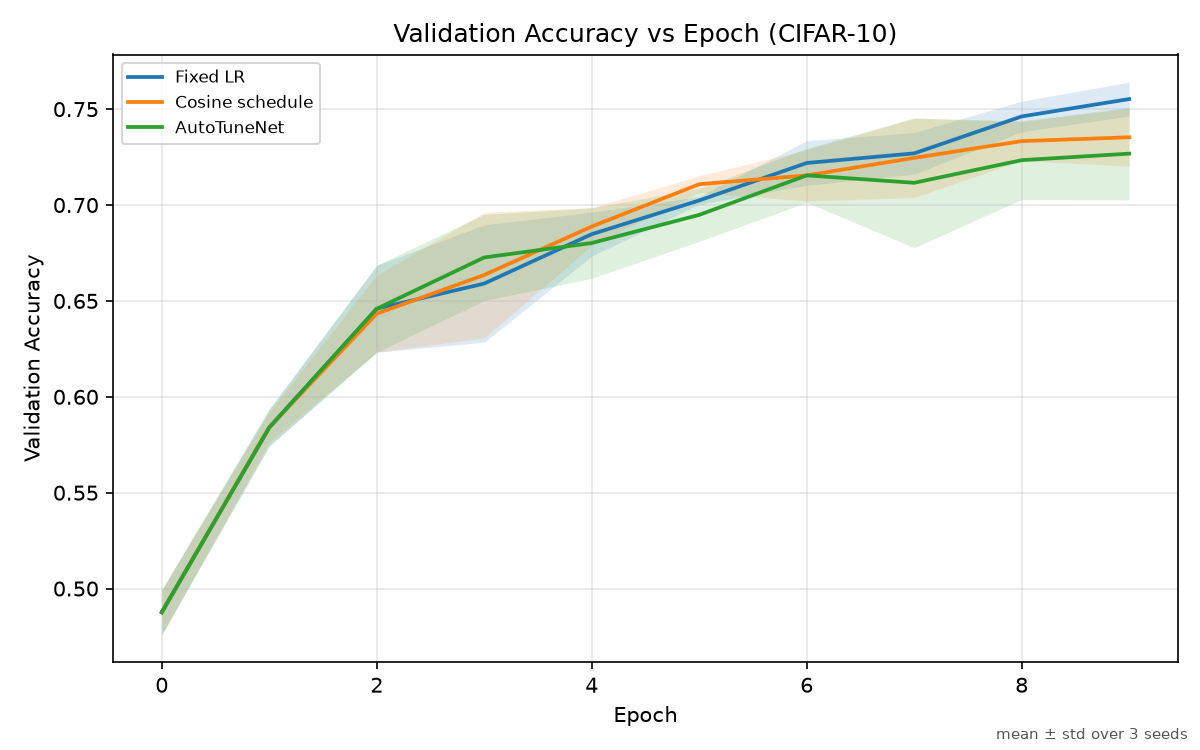 Validation Accuracy vs Epoch (CIFAR-10)
Fixed LR
Cosine schedule
AutoTuneNet
Validation Accuracy
0.75
0.70
0.65
0.60
0.55
0.50
0
2
4
6
8
Epoch
mean ± std over 3 seeds